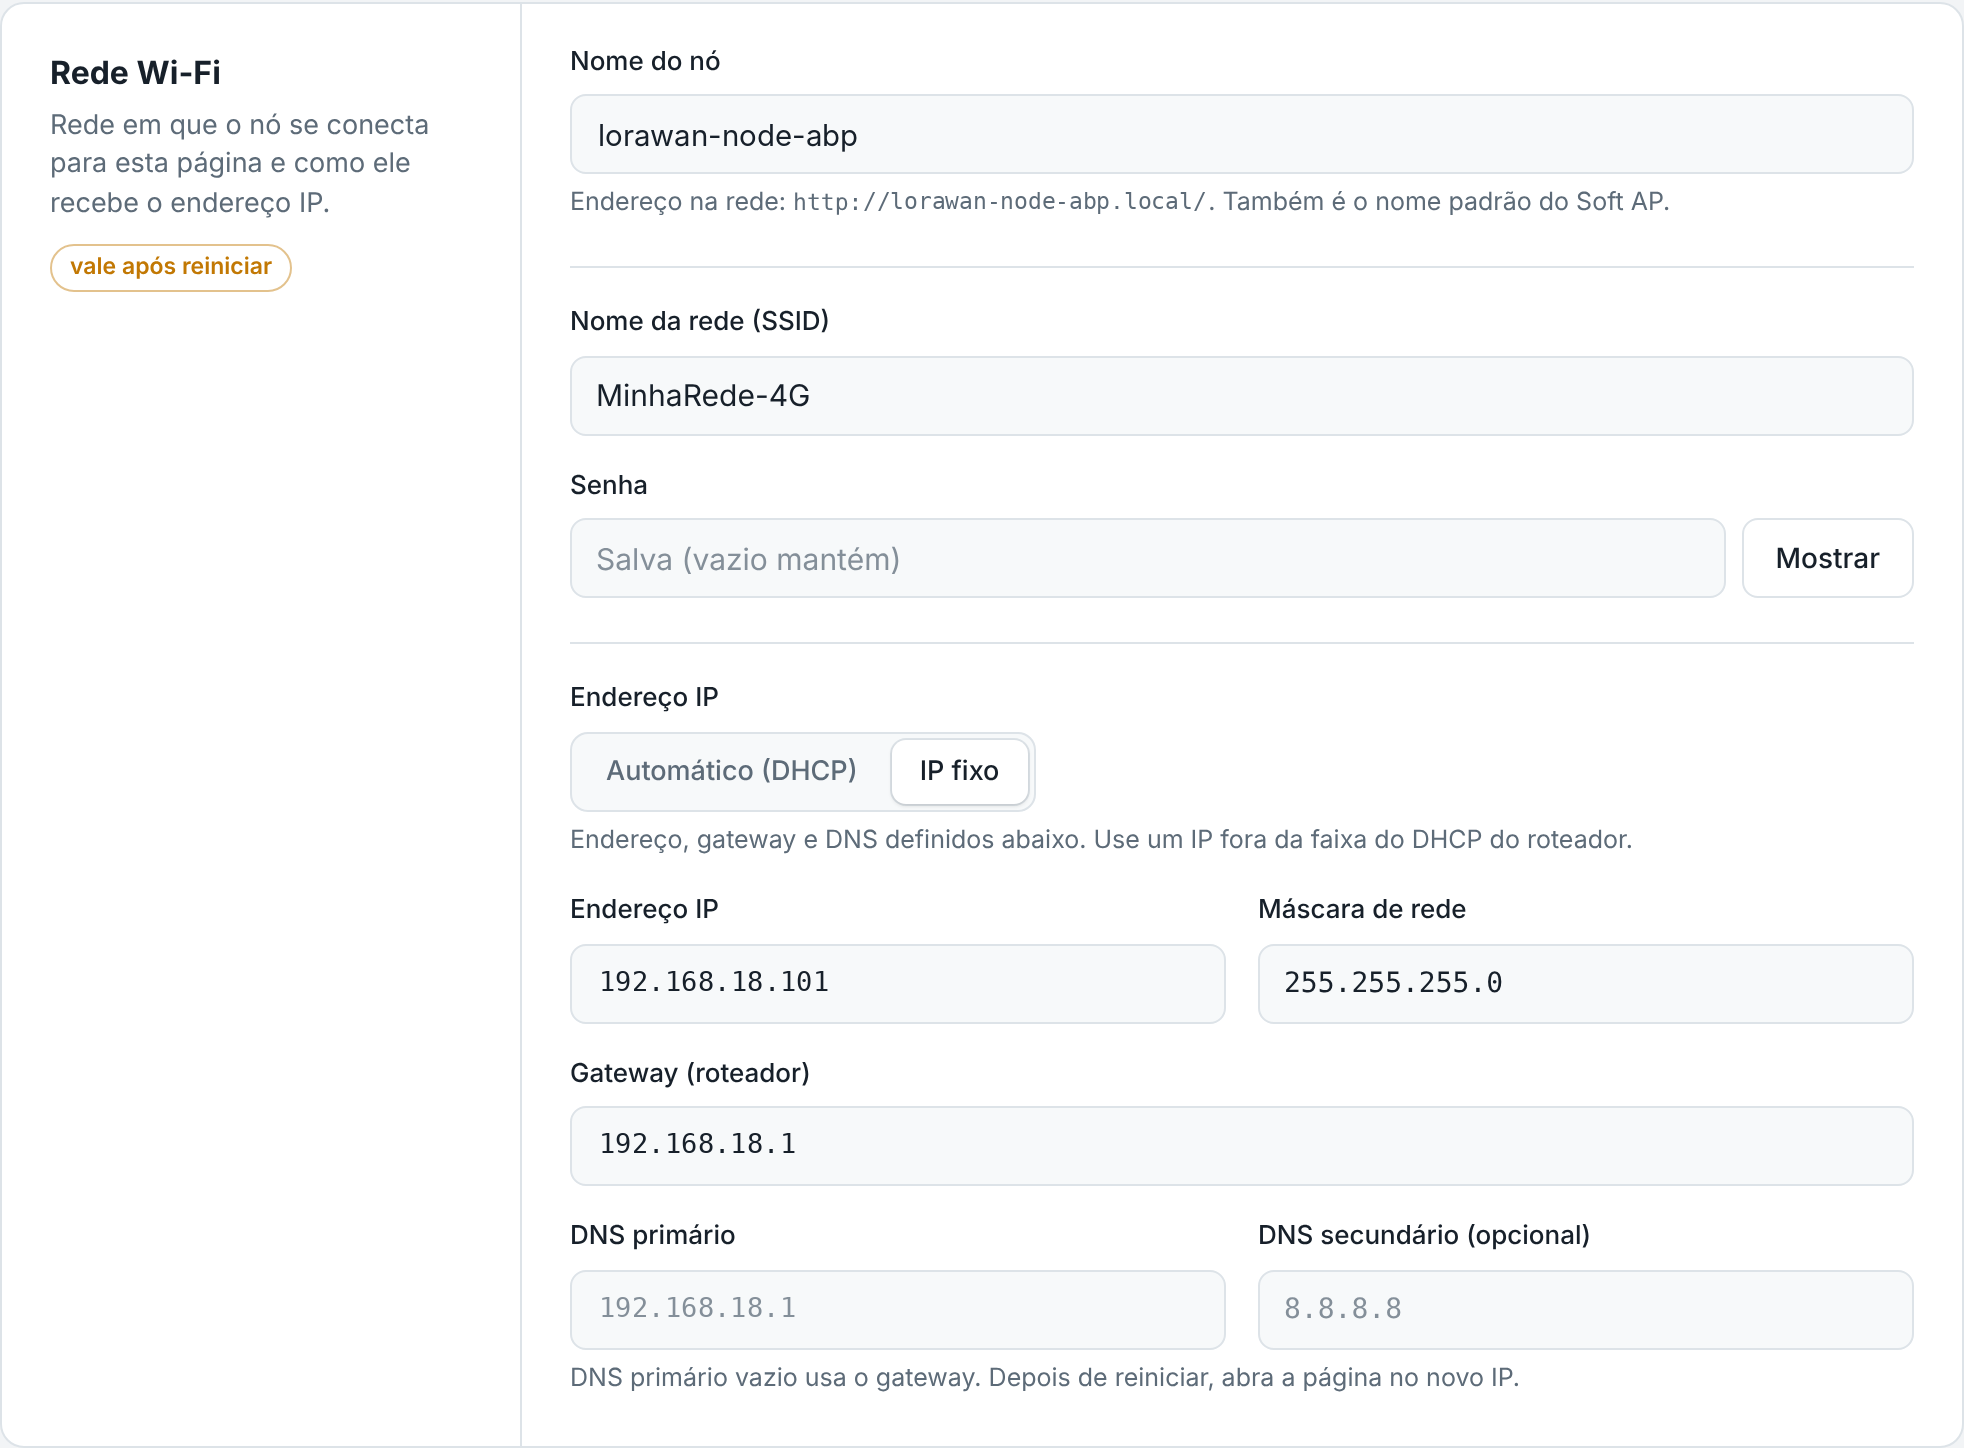 Rede Wi-Fi
Rede em que o nó se conecta
para esta página e como ele
recebe o endereço IP.
vale após reiniciar
Nome do nó
lorawan-node-abp
Endereço na rede: http://lorawan-node-abp.local/. Também é o nome padrão do Soft AP.
Nome da rede (SSID)
MinhaRede-4G
Senha
Salva (vazio mantém)
Mostrar
Endereço IP
Automático (DHCP)
IP fixo
Endereço, gateway e DNS definidos abaixo. Use um IP fora da faixa do DHCP do roteador.
Endereço IP
Máscara de rede
192.168.18.101
255.255.255.0
Gateway (roteador)
192.168.18.1
DNS primário
DNS secundário (opcional)
192.168.18.1
8.8.8.8
DNS primário vazio usa o gateway. Depois de reiniciar, abra a página no novo IP.